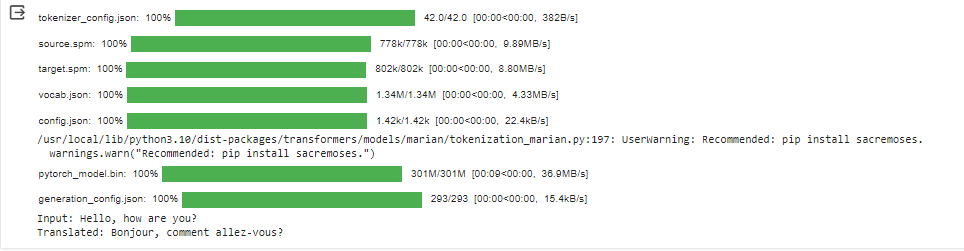 tokenizer_config.json: 100% 42.0/42.0 [00:00<00:00, 382B/s]
source.spm: 100% 778k/778k [00:00<00:00, 9.89MB/s]
target.spm: 100% 802k/802k [00:00<00:00, 8.80MB/s]
vocab.json: 100% 1.34M/1.34M [00:00<00:00, 4.33MB/s]
config.json: 100% 1.42k/1.42k [00:00<00:00, 22.4kB/s]
/usr/local/lib/python3.10/dist-packages/transformers/models/marian/tokenization_marian.py:197: UserWarning: Recommended: pip install sacremoses.
warnings.warn("Recommended: pip install sacremoses.")
pytorch_model.bin: 100% 301M/301M [00:09<00:00, 36.9MB/s]
generation_config.json: 100% 293/293 [00:00<00:00, 15.4kB/s]
Input: Hello, how are you?
Translated: Bonjour, comment allez-vous?